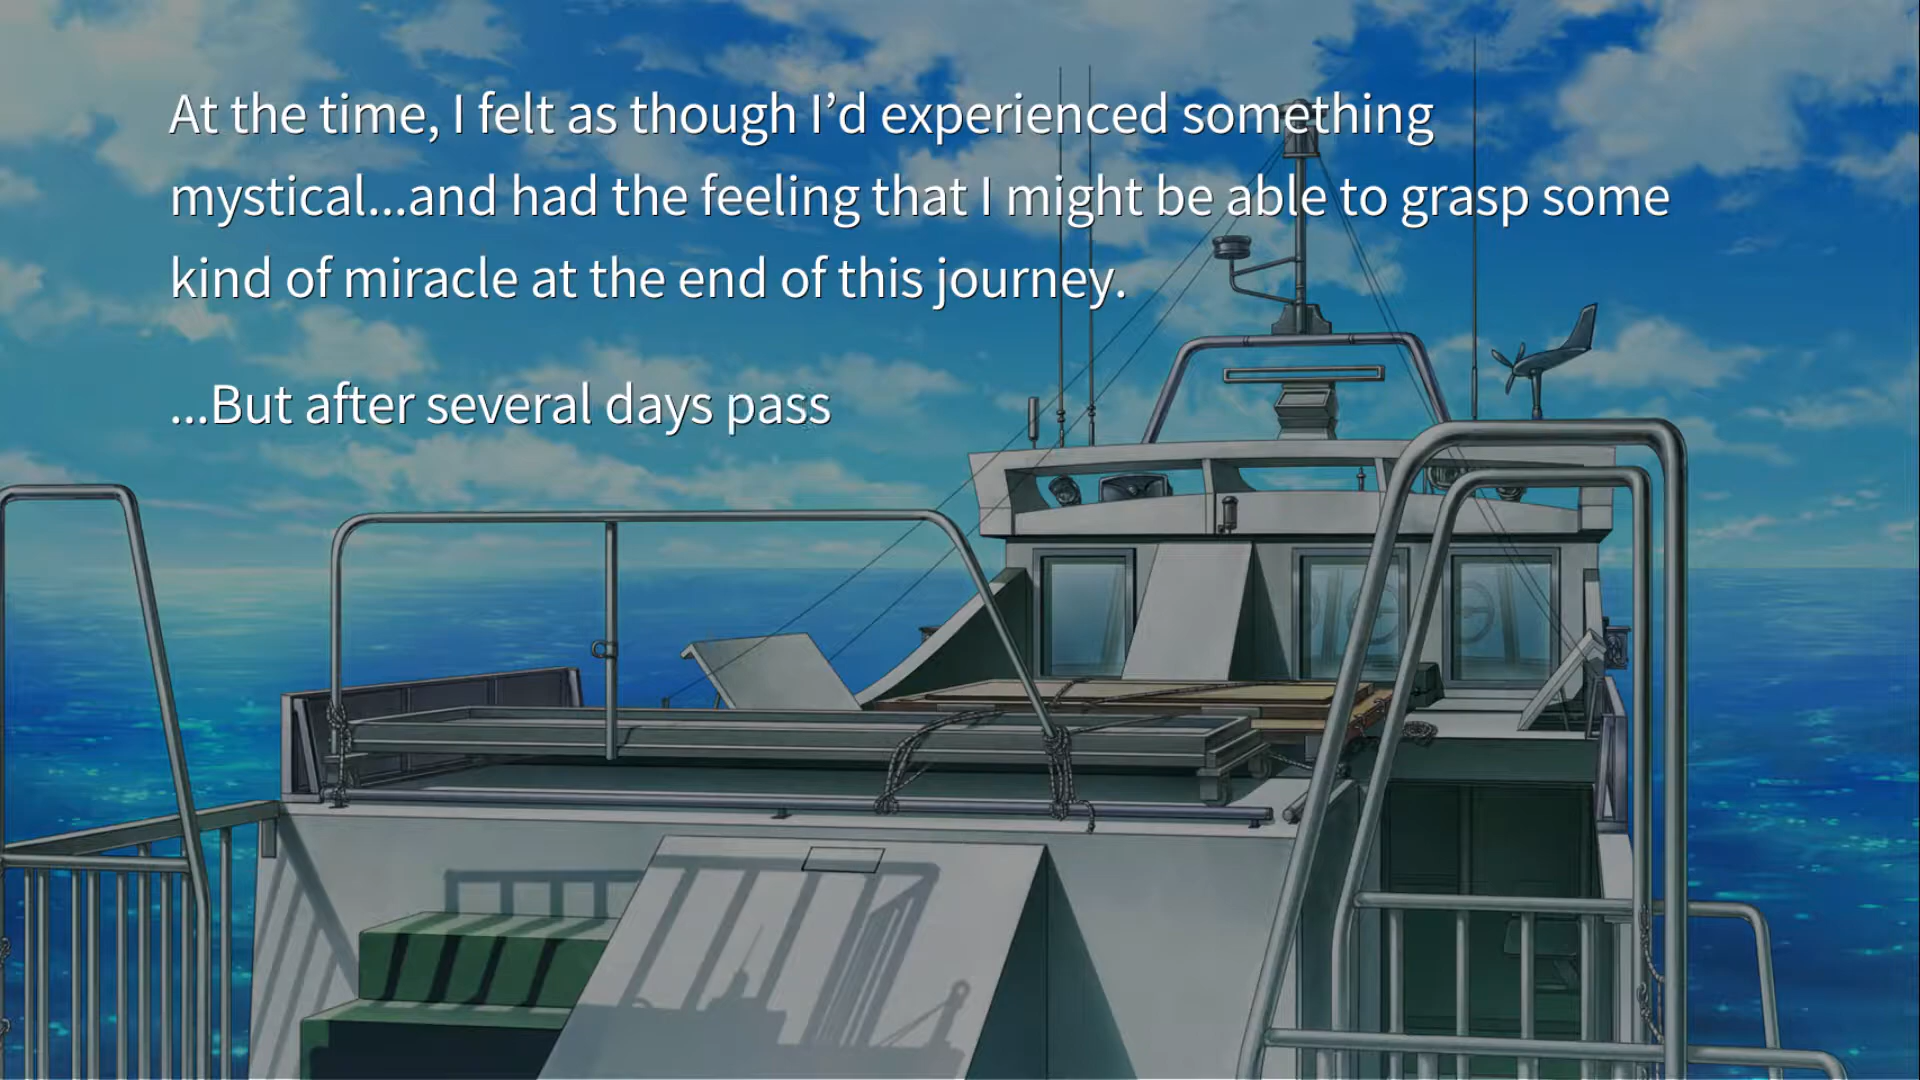 At the time, I felt as though I’d experienced something
mystical...and had the feeling that I might be able to grasp some
kind of miracle at the end of this journey.
...But after several days pass